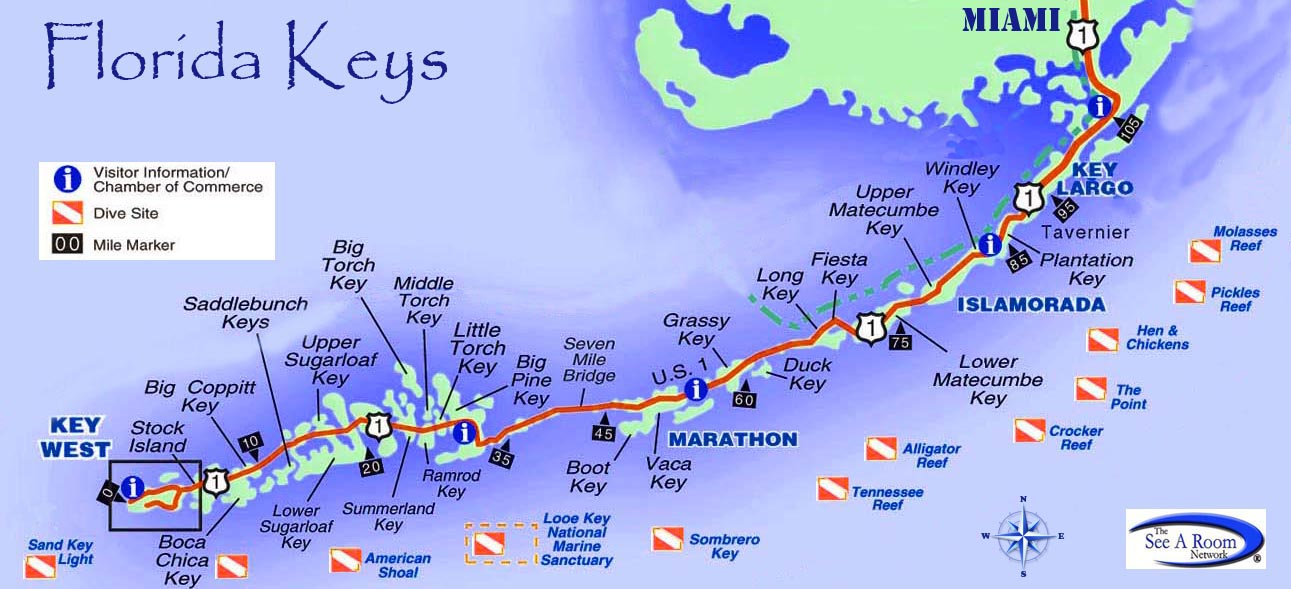 Florida Keys
MIAMI
1
i
105
i
Visitor Information/
Chamber of Commerce
Dive Site
00
Mile Marker
KEY
LARGO
1
95
Windley
Key
Upper
Matecumbe
Key
Tavernier
i
85
Plantation
Key
Molasses
Reef
Pickles
Reef
Big
Torch
Key
Middle
Torch
Key
Saddlebunch
Keys
Little
Torch
Key
Upper
Sugarloaf
Key
Big
Pine
Key
Seven
Mile
Bridge
Grassy
Key
Long
Key
Fiesta
Key
ISLAMORADA
1
75
Hen &
Chickens
Lower
Matecumbe
Key
Duck
Key
U.S. 1
i
60
The
Point
Big Coppitt
Key
KEY
WEST
Stock
Island
10
1
20
i
35
45
MARATHON
Crocker
Reef
Alligator
Reef
Tennessee
Reef
0
i
1
Ramrod
Key
Summerland
Key
Lower
Sugarloaf
Key
Boot
Key
Vaca
Key
Boca
Chica
Key
Sand Key
Light
American
Shoal
Looe Key
National
Marine
Sanctuary
Sombrero
Key
N
W
E
S
The
See A Room
Network
®